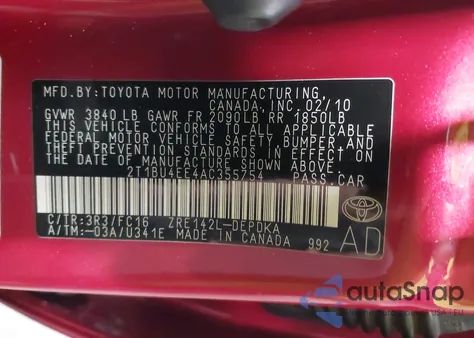 MFD.BY:TOYOTA MOTOR MANUFACTURING,
CANADA, INC. 02/10
GVWR 3840 LB GAWR FR 2090LB RR 1850LB
THIS VEHICLE CONFORMS TO ALL APPLICABLE
FEDERAL MOTOR VEHICLE SAFETY, BUMPER, AND
THEFT PREVENTION STANDARDS IN EFFECT
ON THE DATE OF MANUFACTURE SHOWN ABOVE.
2T1BU4EE4AC355754 PASS.CAR
C/TR:3R3/FC16 ZRE142L-DEPDKA
A/TM:-03A/U341E MADE IN CANADA 992
AD
TOYOTA
autoSnap
USA EU